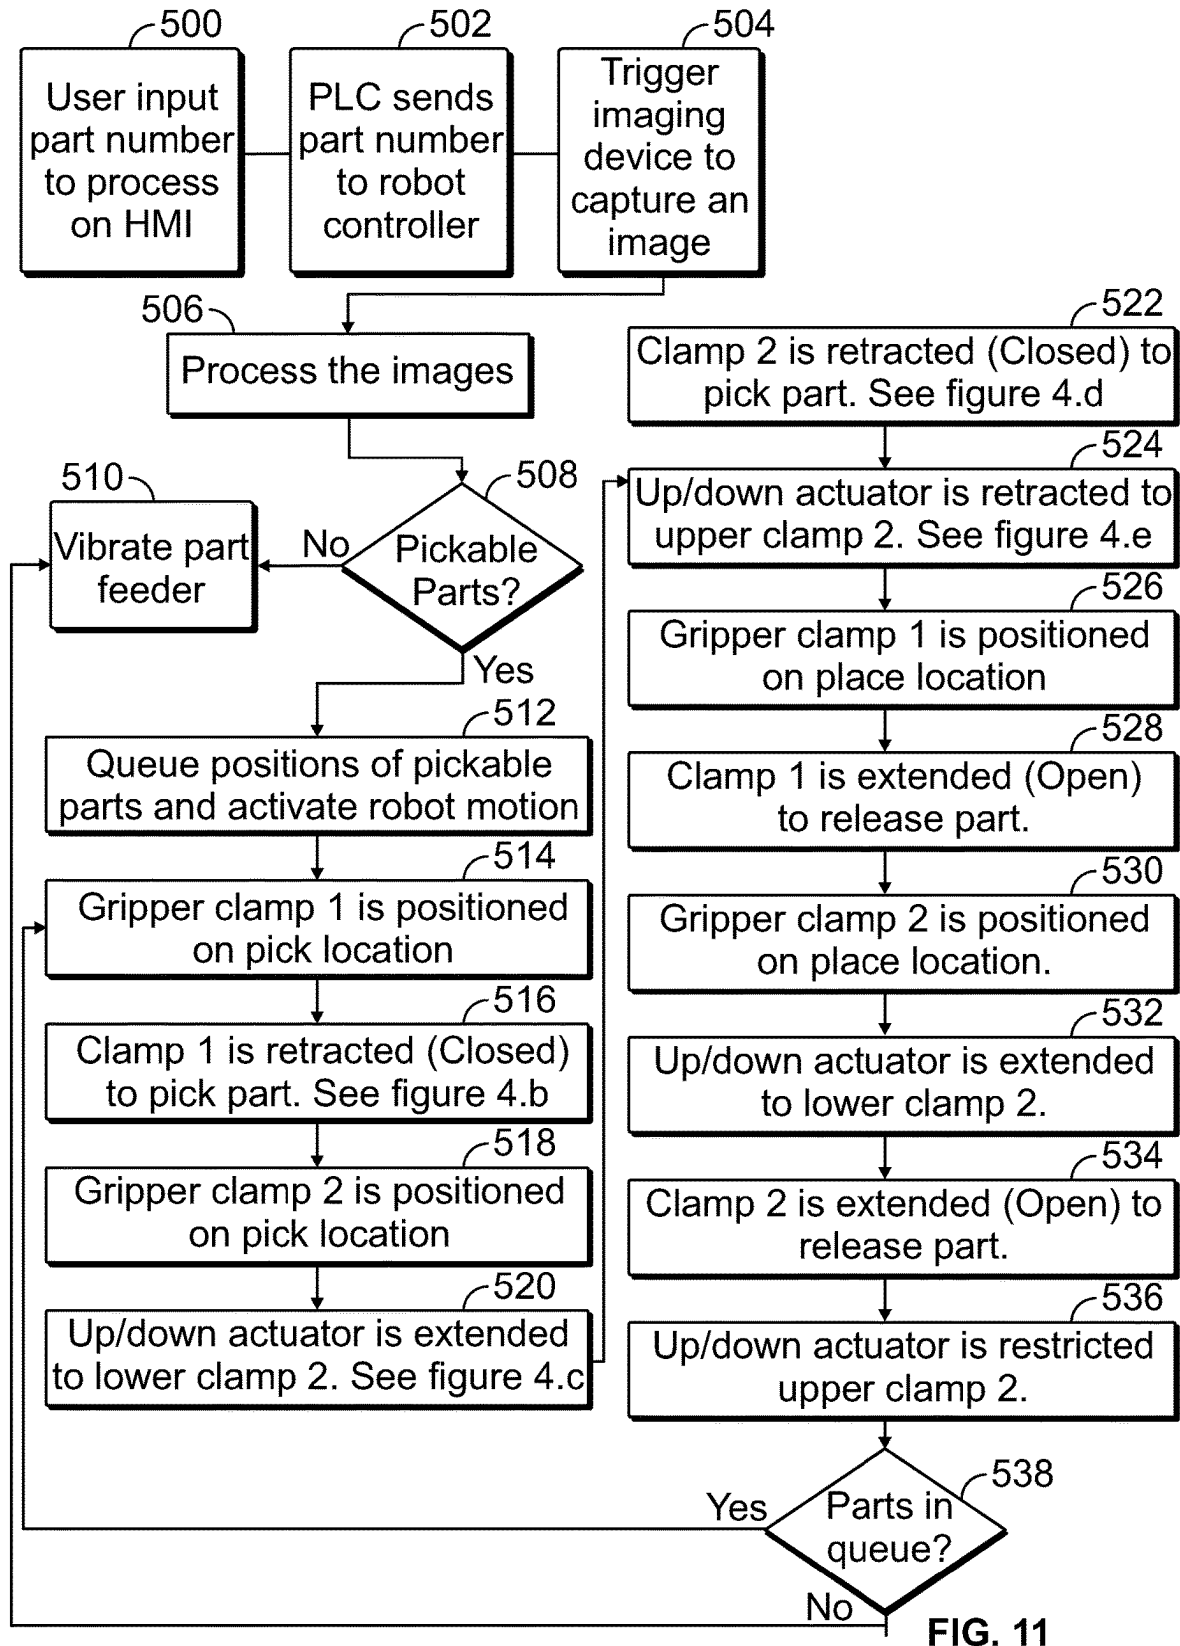 500
User input
part number
to process
on HMI
502
PLC sends
part number
to robot
controller
504
Trigger
imaging
device to
capture an
image
506
Process the images
508
Pickable
Parts?
No
Yes
510
Vibrate part
feeder
512
Queue positions of pickable
parts and activate robot motion
514
Gripper clamp 1 is positioned
on pick location
516
Clamp 1 is retracted (Closed)
to pick part. See figure 4.b
518
Gripper clamp 2 is positioned
on pick location
520
Up/down actuator is extended
to lower clamp 2. See figure 4.c
522
Clamp 2 is retracted (Closed) to
pick part. See figure 4.d
524
Up/down actuator is retracted to
upper clamp 2. See figure 4.e
526
Gripper clamp 1 is positioned
on place location
528
Clamp 1 is extended (Open)
to release part.
530
Gripper clamp 2 is positioned
on place location.
532
Up/down actuator is extended
to lower clamp 2.
534
Clamp 2 is extended (Open) to
release part.
536
Up/down actuator is restricted
upper clamp 2.
538
Parts in
queue?
Yes
No
FIG. 11